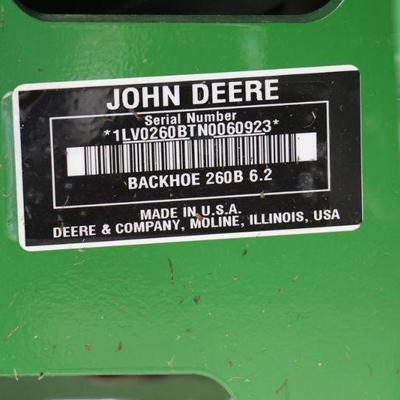 JOHN DEERE
Serial Number
*1LV0260BTN0060923*
BACKHOE 260B 6.2
MADE IN U.S.A.
DEERE & COMPANY, MOLINE, ILLINOIS, USA